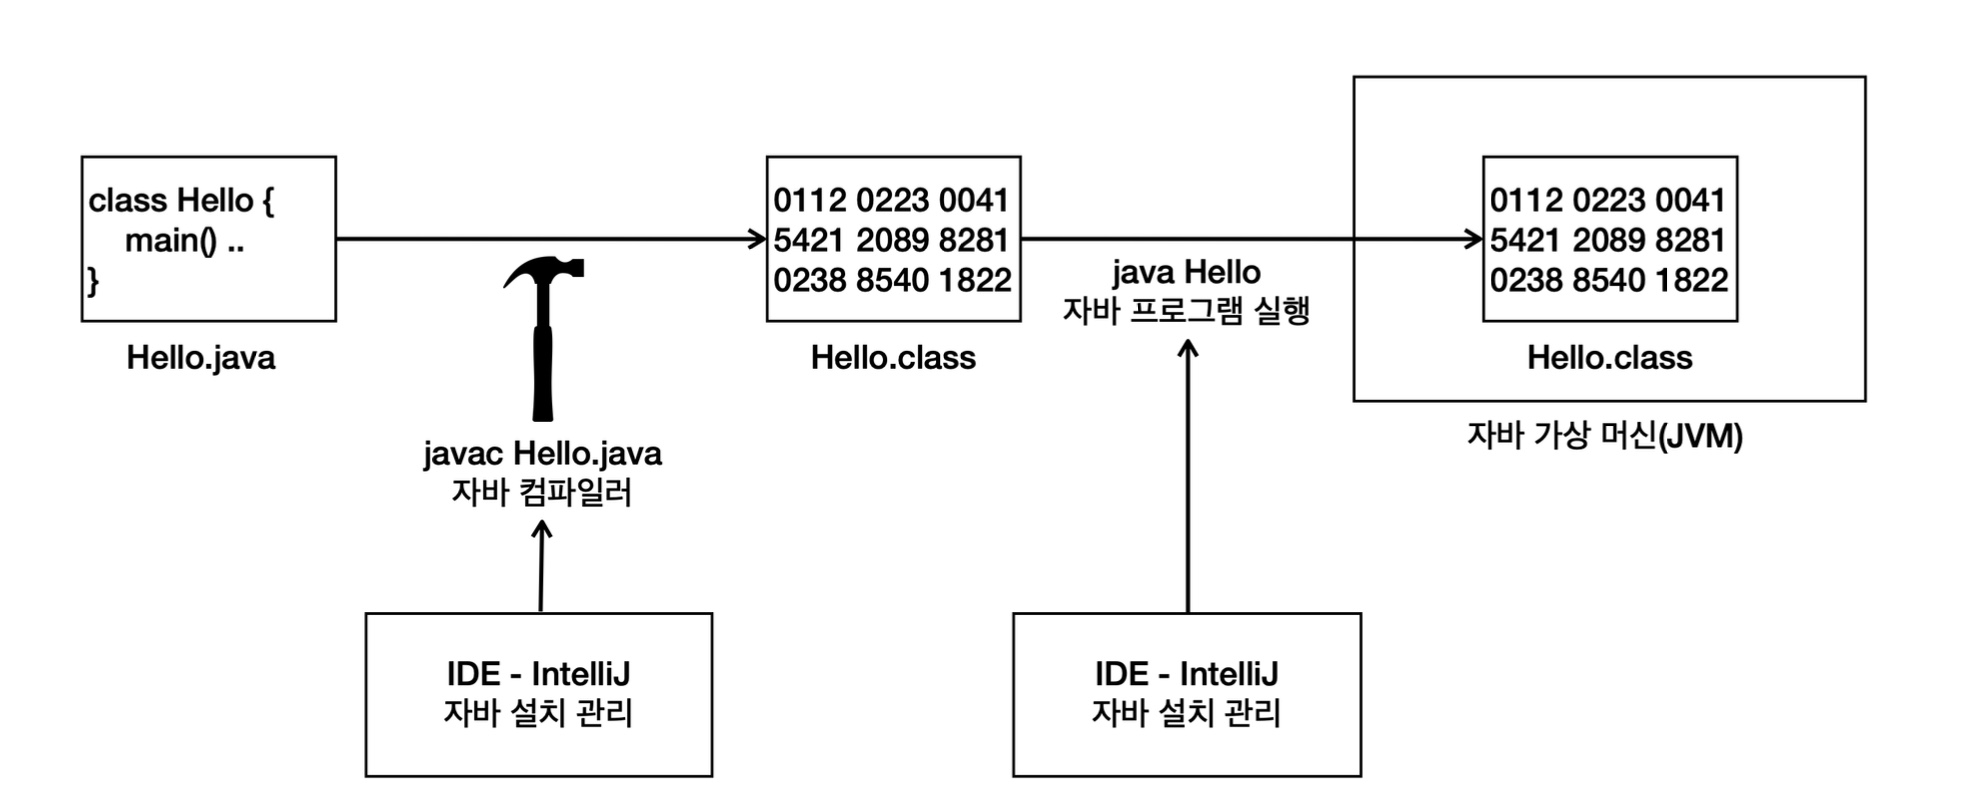 class Hello {
main() ..
}
Hello.java
javac Hello.java
자바 컴파일러
IDE - IntelliJ
자바 설치 관리
0112 0223 0041
5421 2089 8281
0238 8540 1822
Hello.class
java Hello
자바 프로그램 실행
IDE - IntelliJ
자바 설치 관리
0112 0223 0041
5421 2089 8281
0238 8540 1822
Hello.class
자바 가상 머신(JVM)